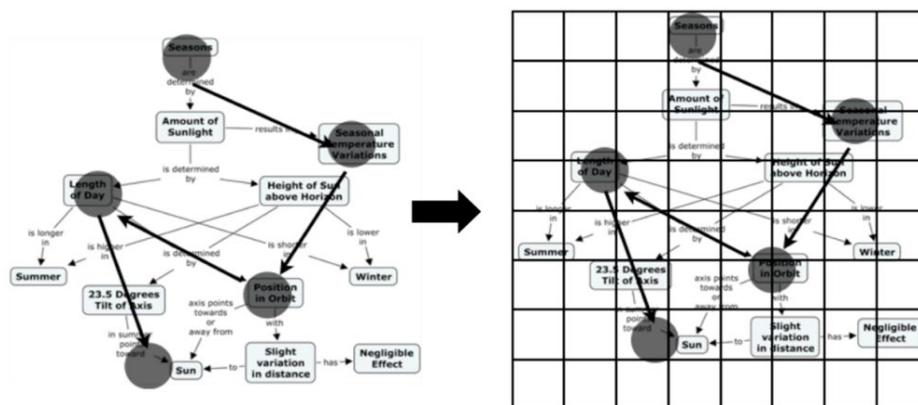 Seasons
are
determined
by
Amount of
Sunlight
results in
Seasonal
Temperature
Variations
is determined
by
Length
of Day
Height of Sun
above Horizon
is longer
in
is higher
in
is determined
by
is shorter
in
is lower
in
Summer
23.5 Degrees
Tilt of Axis
axis points
towards
or
away from
Position
in Orbit
Winter
with
in summer
points
toward
Sun
to
Slight
variation
in distance
has
Negligible
Effect
Seasons
are
determined
by
Amount of
Sunlight
results in
Seasonal
Temperature
Variations
is determined
by
Length
of Day
Height of Sun
above Horizon
is longer
in
is higher
in
is determined
by
is shorter
in
is lower
in
Summer
23.5 Degrees
Tilt of Axis
axis points
towards
or
away from
Position
in Orbit
Winter
with
in summer
points
toward
Sun
to
Slight
variation
in distance
has
Negligible
Effect